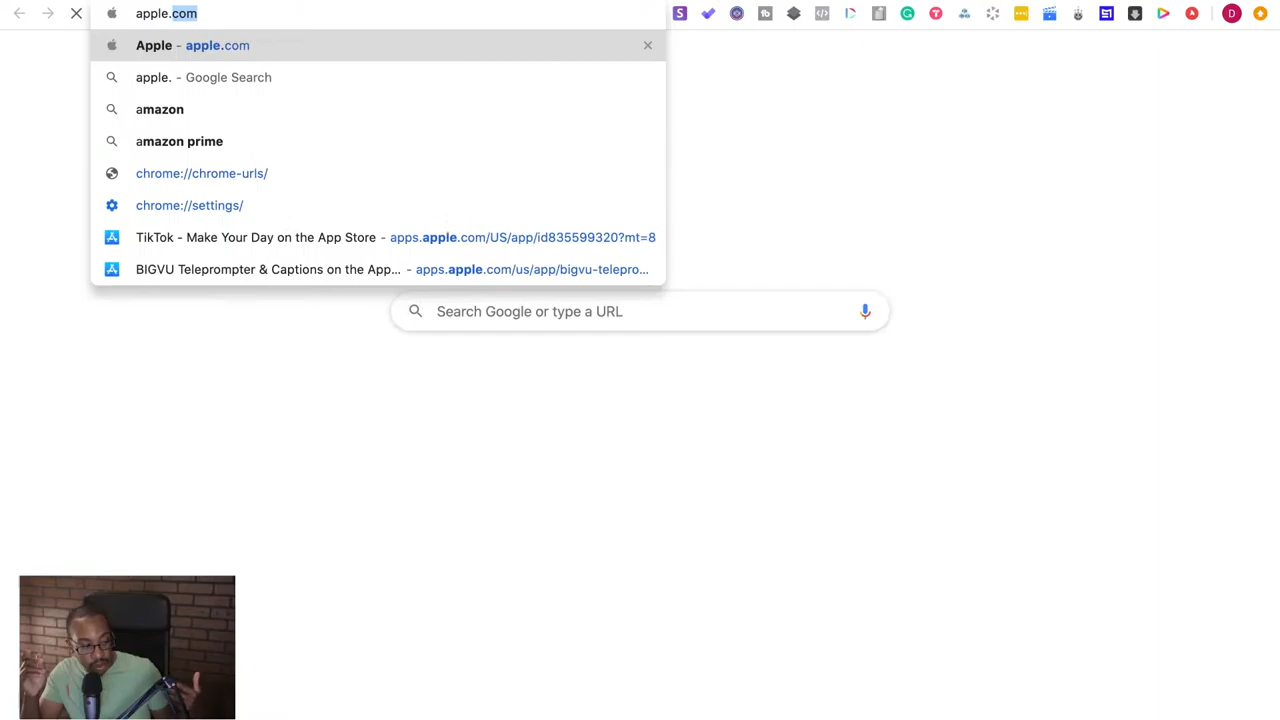 apple.com
Apple - apple.com
apple. - Google Search
amazon
amazon prime
chrome://chrome-urls/
chrome://settings/
TikTok - Make Your Day on the App Store - apps.apple.com/US/app/id835599320?mt=8
BIGVU Teleprompter & Captions on the App... - apps.apple.com/us/app/bigvu-telepro...
Search Google or type a URL
D